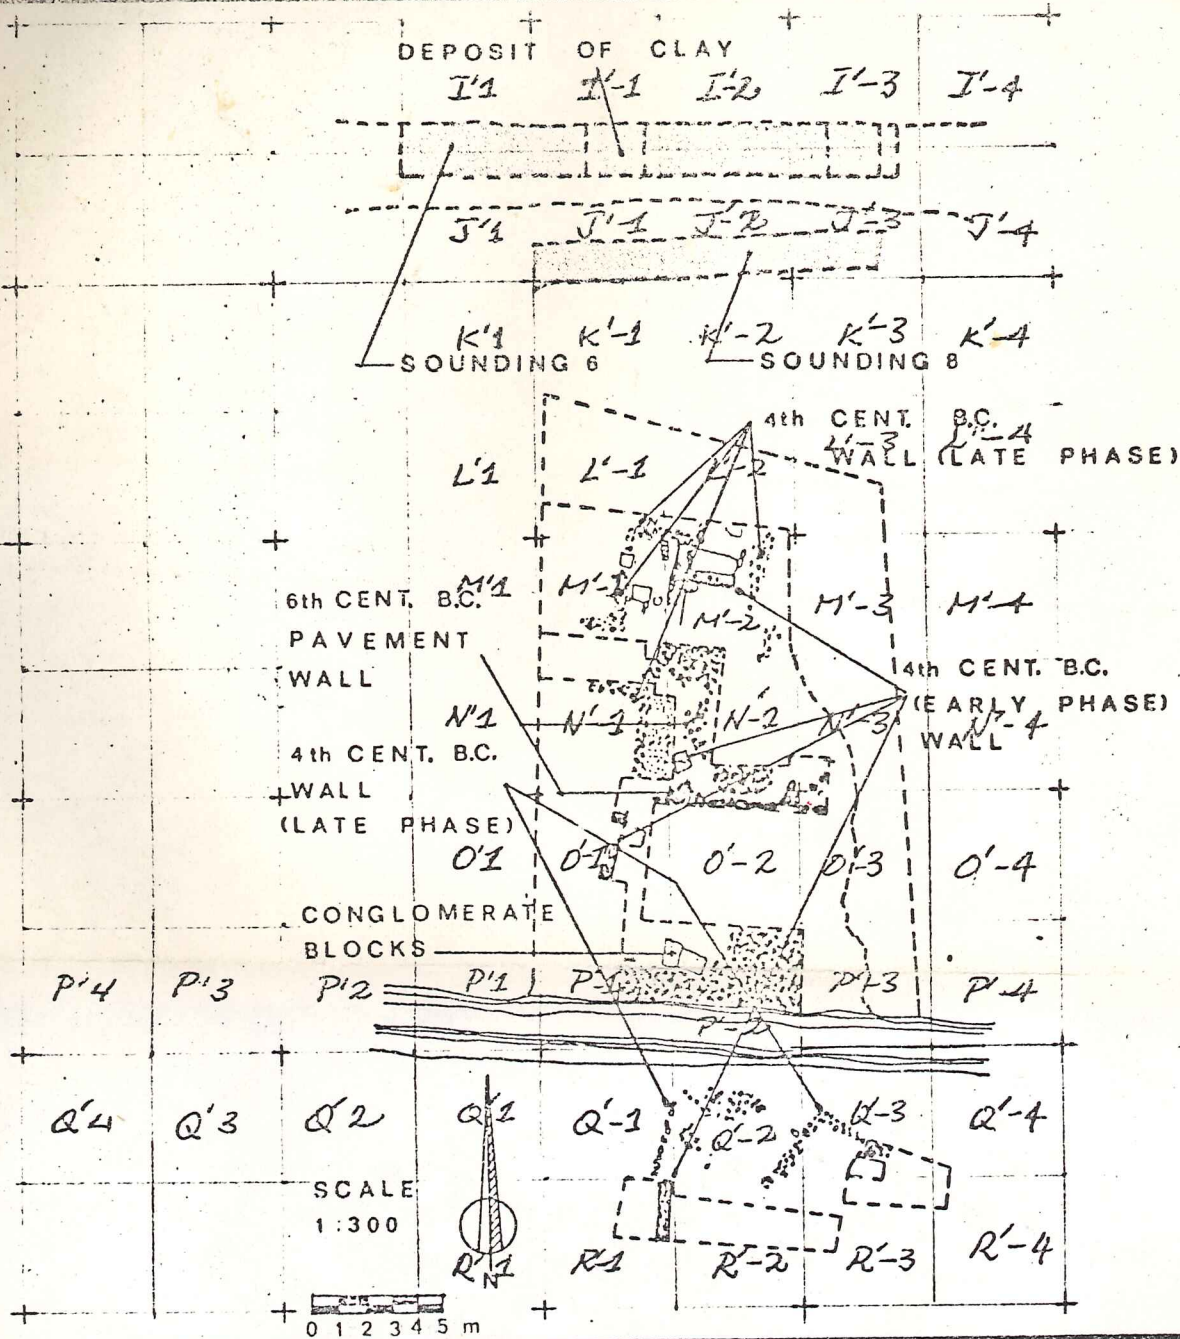 DEPOSIT OF CLAY
I'1 I'-1 I'-2 I'-3 I'-4
J'1 J'-1 J'-2 J'-3 J'-4
K'1 K'-1 K'-2 K'-3 K'-4
SOUNDING 6 SOUNDING 8
4th CENT. B.C.
L'-3 L'-4
WALL (LATE PHASE)
L'1 L'-1 L'-2
M'1 M'-1 M'-2 M'-3 M'-4
6th CENT. B.C.
PAVEMENT
WALL
4th CENT. B.C.
(EARLY PHASE)
WALL
N'1 N'-1 N'-2 N'-3 N'-4
4th CENT. B.C.
WALL
(LATE PHASE)
O'1 O'-1 O'-2 O'-3 O'-4
CONGLOMERATE
BLOCKS
P'4 P'3 P'2 P'1 P'-1 P'-2 P'-3 P'-4
Q'4 Q'3 Q'2 Q'1 Q'-1 Q'-2 Q'-3 Q'-4
SCALE
1:300
R'1 R'-1 R'-2 R'-3 R'-4
N
0 1 2 3 4 5 m